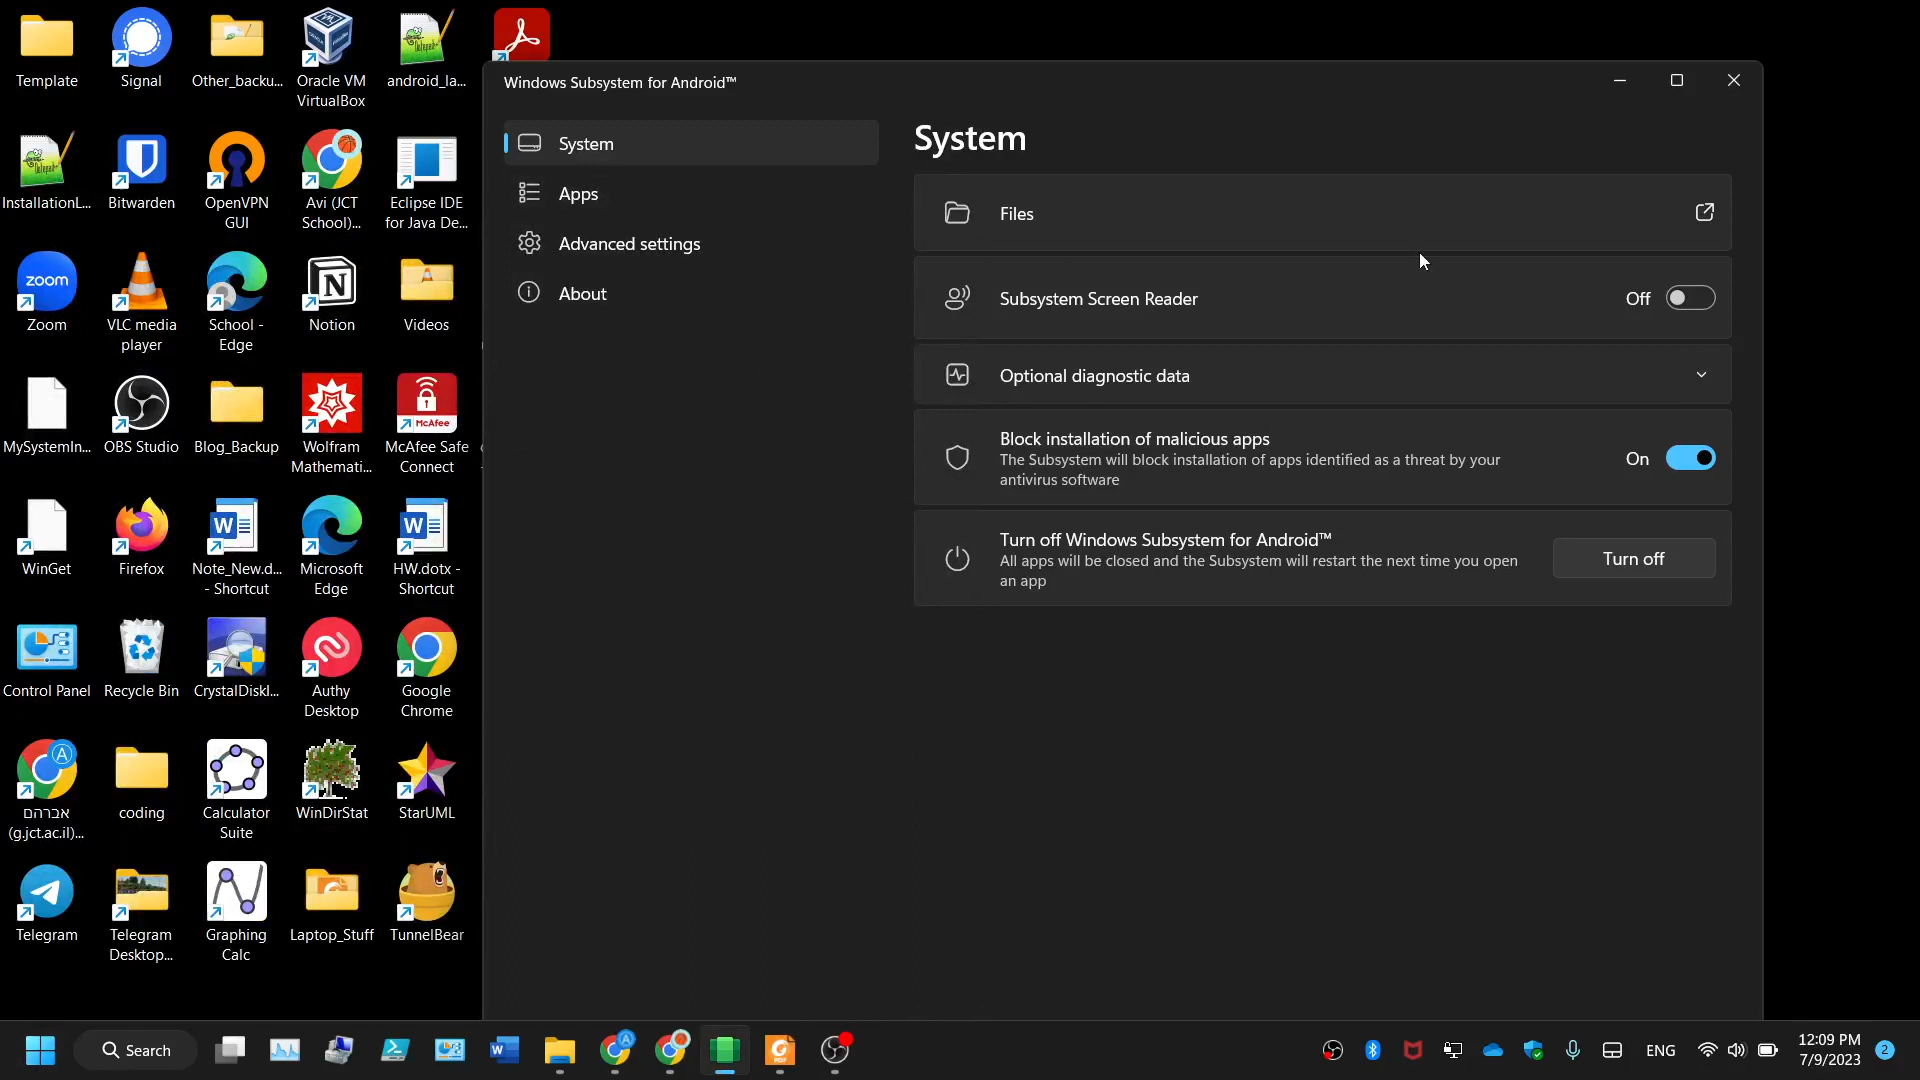 Template
Signal
Other_backu...
Oracle VM
VirtualBox
android_la...
InstallationL...
Bitwarden
OpenVPN
GUI
Avi (JCT
School)...
Eclipse IDE
for Java De...
zoom
Zoom
VLC media
player
School -
Edge
Notion
Videos
MySystemIn...
OBS Studio
Blog_Backup
Wolfram
Mathemati...
McAfee
McAfee Safe
Connect
WinGet
Firefox
Note_New.d...
- Shortcut
Microsoft
Edge
HW.dotx -
Shortcut
Control Panel
Recycle Bin
CrystalDiskI...
Authy
Desktop
Google
Chrome
A
אברהם
(g.jct.ac.il)...
coding
Calculator
Suite
WinDirStat
StarUML
Telegram
Telegram
Desktop...
Graphing
Calc
Laptop_Stuff
TunnelBear
Windows Subsystem for Android™
System
Apps
Advanced settings
About
System
Files
Subsystem Screen Reader
Off
Optional diagnostic data
Block installation of malicious apps
The Subsystem will block installation of apps identified as a threat by your
antivirus software
On
Turn off Windows Subsystem for Android™
All apps will be closed and the Subsystem will restart the next time you open
an app
Turn off
Search
ENG
12:09 PM
7/9/2023
2